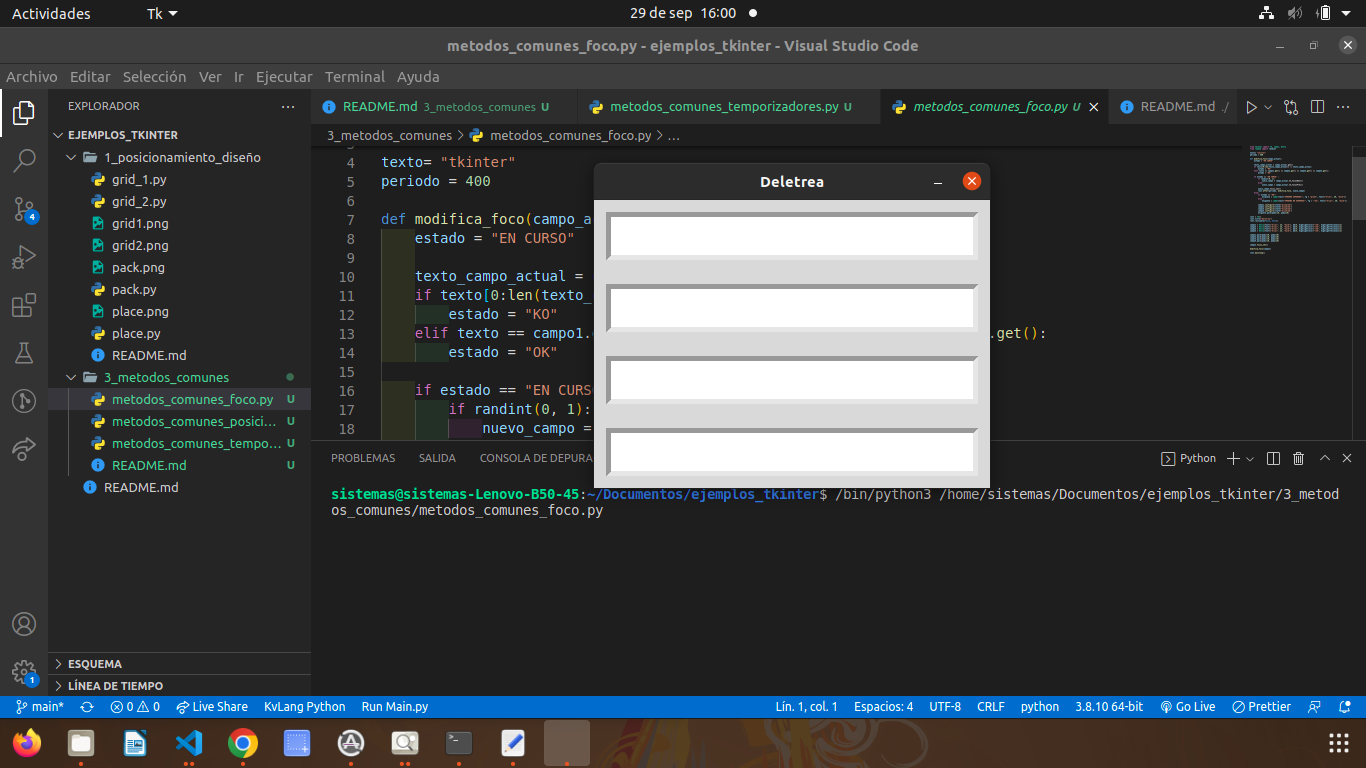 Actividades
Tk
29 de sep 16:00
metodos_comunes_foco.py - ejemplos_tkinter - Visual Studio Code
Archivo Editar Selección Ver Ir Ejecutar Terminal Ayuda
EXPLORADOR
EJEMPLOS_TKINTER
1_posicionamiento_diseño
grid_1.py
grid_2.py
grid1.png
grid2.png
pack.png
pack.py
place.png
place.py
README.md
3_metodos_comunes
metodos_comunes_foco.py U
metodos_comunes_posici... U
metodos_comunes_tempo... U
README.md U
README.md
ESQUEMA
LÍNEA DE TIEMPO
4
1
README.md 3_metodos_comunes U
metodos_comunes_temporizadores.py U
metodos_comunes_foco.py U
README.md ./
3_metodos_comunes > metodos_comunes_foco.py > ...
4 texto= "tkinter"
5 periodo = 400
6
7 def modifica_foco(campo_a
8 estado = "EN CURSO"
9
10 texto_campo_actual =
11 if texto[0:len(texto_
12 estado = "KO"
13 elif texto == campo1. .get():
14 estado = "OK"
15
16 if estado == "EN CURS
17 if randint(0, 1):
18 nuevo_campo =
Deletrea
PROBLEMAS SALIDA CONSOLA DE DEPURA
Python
sistemas@sistemas-Lenovo-B50-45:~/Documentos/ejemplos_tkinter$ /bin/python3 /home/sistemas/Documentos/ejemplos_tkinter/3_metod
os_comunes/metodos_comunes_foco.py
main* 0 0 Live Share KvLang Python Run Main.py
Lín. 1, col. 1 Espacios: 4 UTF-8 CRLF python 3.8.10 64-bit Go Live Prettier